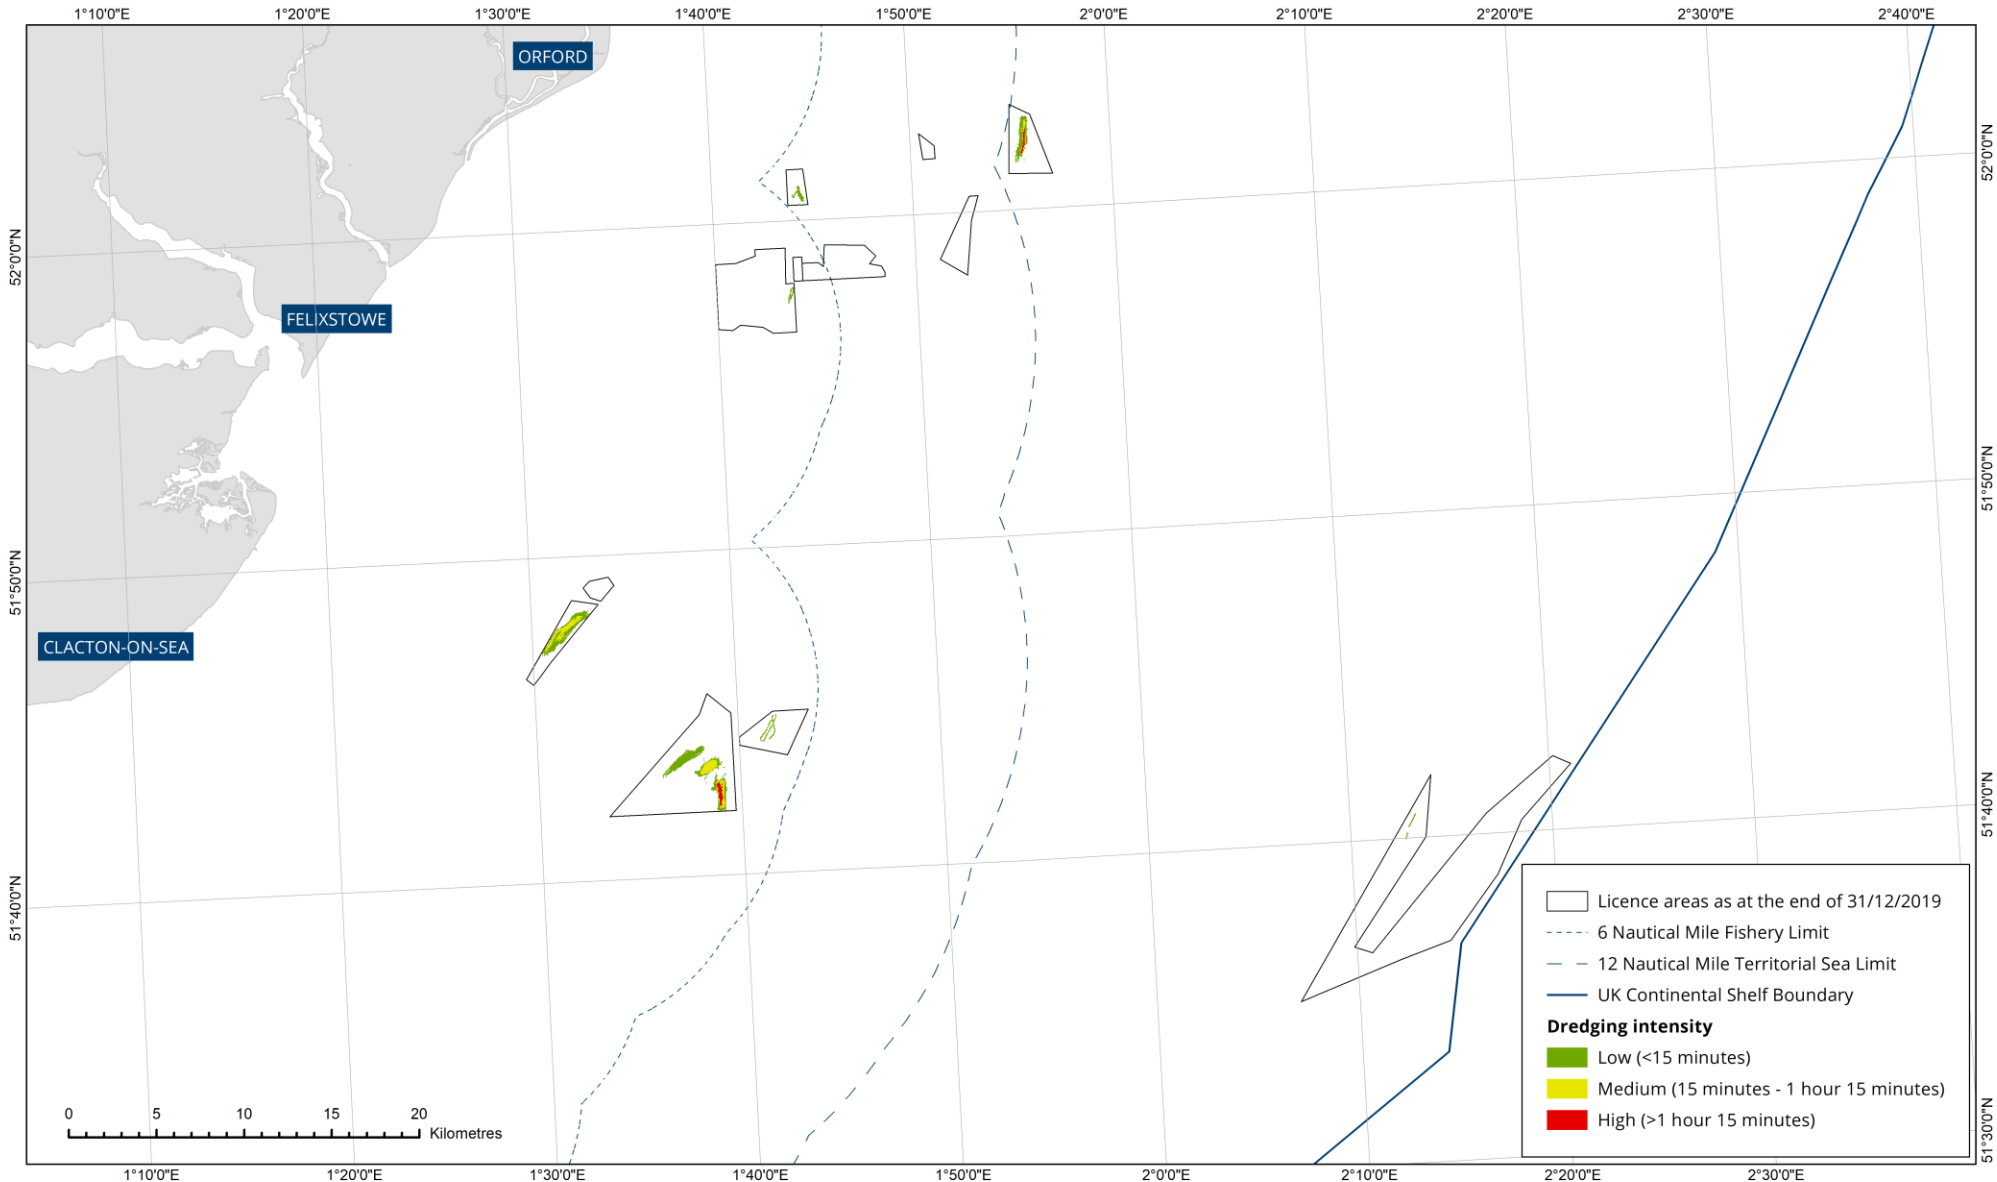 1°10'0"E 1°20'0"E 1°30'0"E 1°40'0"E 1°50'0"E 2°0'0"E 2°10'0"E 2°20'0"E 2°30'0"E 2°40'0"E
ORFORD
52°0'0"N
52°0'0"N
FELIXSTOWE
51°50'0"N
51°50'0"N
CLACTON-ON-SEA
51°40'0"N
51°40'0"N
Licence areas as at the end of 31/12/2019
6 Nautical Mile Fishery Limit
12 Nautical Mile Territorial Sea Limit
UK Continental Shelf Boundary
Dredging intensity
Low (<15 minutes)
Medium (15 minutes - 1 hour 15 minutes)
High (>1 hour 15 minutes)
51°30'0"N
0 5 10 15 20
Kilometres
1°10'0"E 1°20'0"E 1°30'0"E 1°40'0"E 1°50'0"E 2°0'0"E 2°10'0"E 2°20'0"E 2°30'0"E